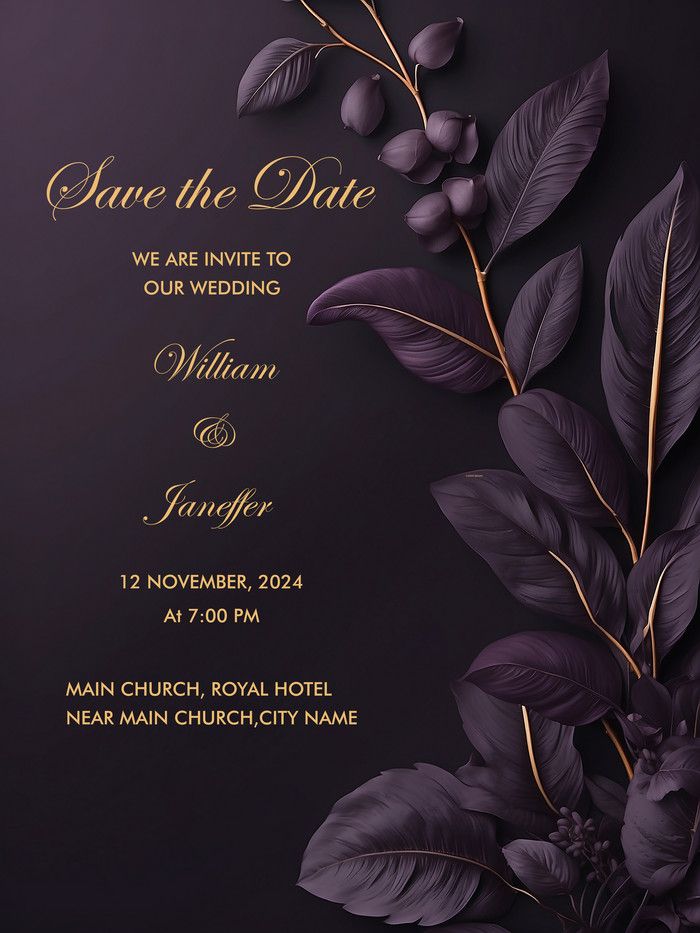 Save the Date
WE ARE INVITE TO
OUR WEDDING
William
&
Janeffer
12 NOVEMBER, 2024
At 7:00 PM
MAIN CHURCH, ROYAL HOTEL
NEAR MAIN CHURCH,CITY NAME